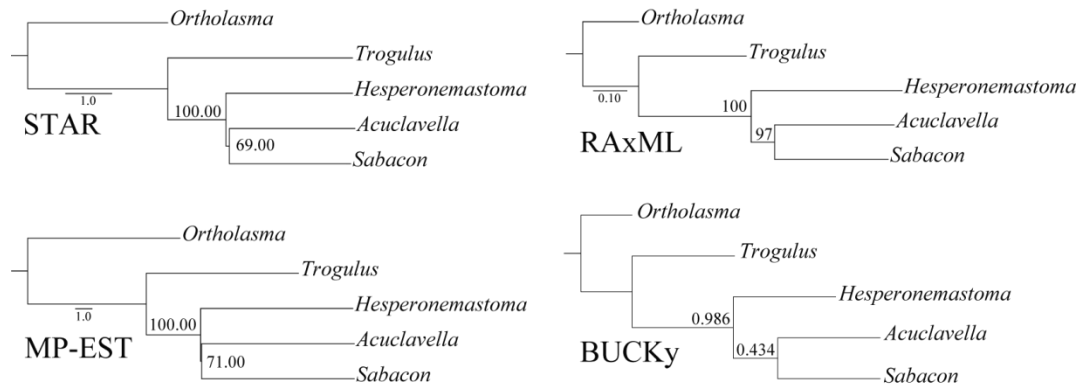 Ortholasma
Trogulus
Hesperonemastoma
100.00
1.0
Acuclavella
STAR
69.00
Sabacon
Ortholasma
Trogulus
Hesperonemastoma
0.10
100
Acuclavella
RAxML
97
Sabacon
Ortholasma
Trogulus
Hesperonemastoma
1.0
100.00
Acuclavella
MP-EST
71.00
Sabacon
Ortholasma
Trogulus
Hesperonemastoma
0.986
Acuclavella
BUCKy
0.434
Sabacon